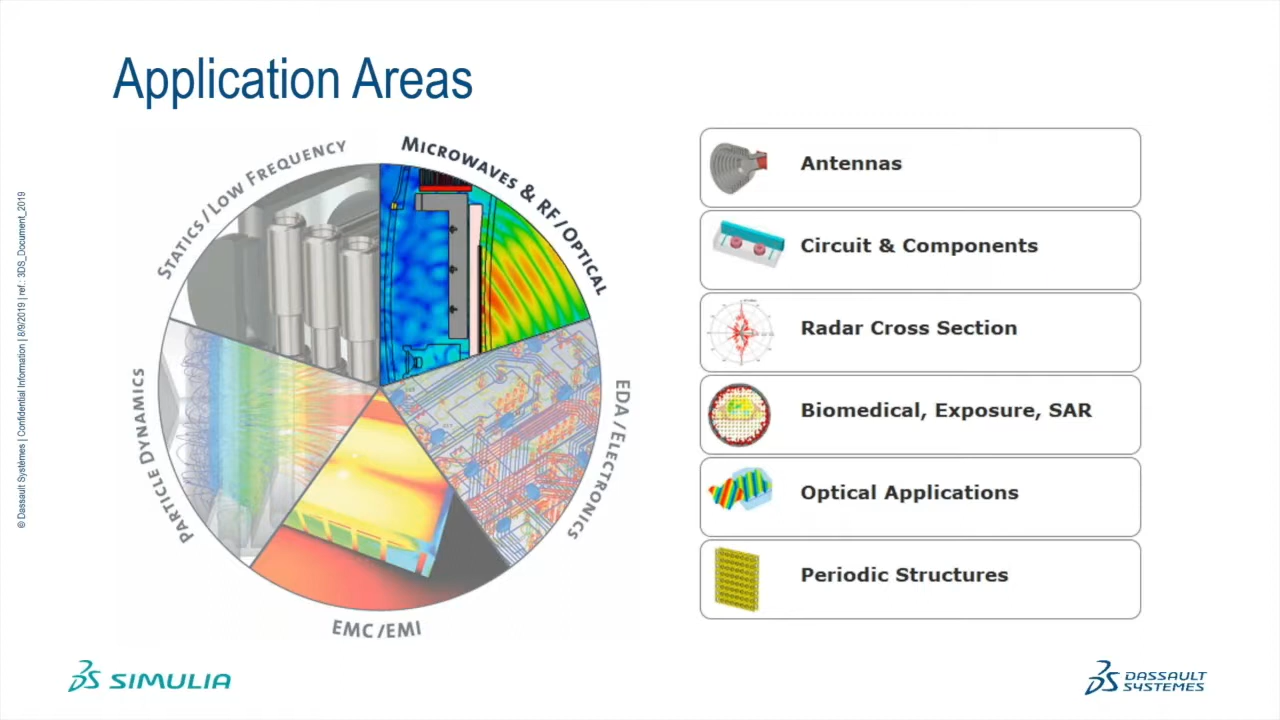 Application Areas
© Dassault Systèmes | Confidential Information | 8/9/2019 | ref.: 3DS_Document_2019
STATICS / LOW FREQUENCY
MICROWAVES & RF / OPTICAL
EDA / ELECTRONICS
EMC / EMI
PARTICLE DYNAMICS
Antennas
Circuit & Components
Radar Cross Section
Biomedical, Exposure, SAR
Optical Applications
Periodic Structures
SIMULIA
DASSAULT
SYSTEMES